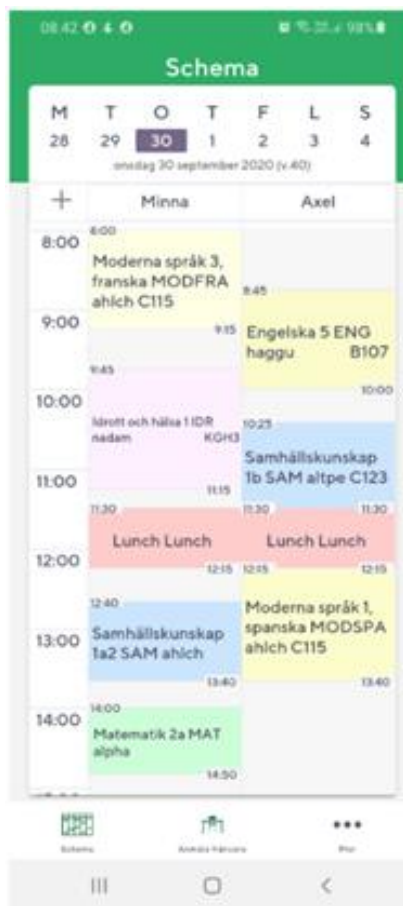 08:42
98%
Schema
M T O T F L S
28 29 30 1 2 3 4
onsdag 30 september 2020 (v.40)
+ Minna Axel
8:00
9:00
10:00
11:00
12:00
13:00
14:00
Moderna språk 3,
franska MODFRA
ahlch C115
9:15
9:45
Idrott och hälsa 1 IDR
nadam KGH3
11:15
11:30
Lunch Lunch
12:15
12:40
Samhällskunskap
1a2 SAM ahlch
13:40
14:00
Matematik 2a MAT
alpha
14:50
8:45
Engelska 5 ENG
haggu B107
10:00
10:25
Samhällskunskap
1b SAM altpe C123
11:30 11:30
Lunch Lunch
12:15 12:15
Moderna språk 1,
spanska MODSPA
ahlch C115
13:40
Schema
Anmäla frånvaro